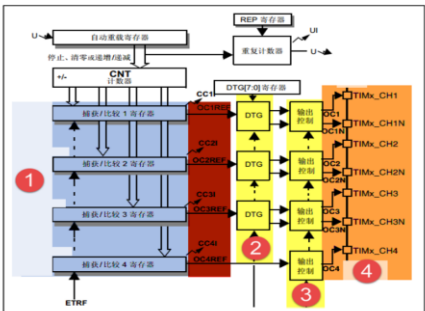 REP 寄存器
U
自动重载寄存器
UI
停止、清零或递增/递减
重复计数器
U
+/-
CNT
计数器
DTG[7:0]寄存器
CC1I
捕获/比较 1 寄存器
OC1REF
DTG
输出
控制
OC1
OC1N
TIMx_CH1
TIMx_CH1N
CC2I
捕获/比较 2 寄存器
OC2REF
DTG
输出
控制
OC2
OC2N
TIMx_CH2
TIMx_CH2N
CC3I
捕获/比较 3 寄存器
OC3REF
DTG
输出
控制
OC3
OC3N
TIMx_CH3
TIMx_CH3N
CC4I
捕获/比较 4 寄存器
OC4REF
输出
控制
OC4
TIMx_CH4
ETRF
1
2
3
4